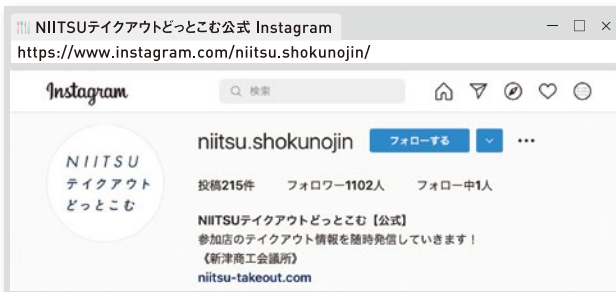 NIITSUテイクアウトどっとこむ公式 Instagram
https://www.instagram.com/niitsu.shokunojin/
Instagram
検索
NIITSU
テイクアウト
どっとこむ
niitsu.shokunojin フォローする
投稿215件 フォロワー1102人 フォロー中1人
NIITSUテイクアウトどっとこむ【公式】
参加店のテイクアウト情報を随時発信していきます！
《新津商工会議所》
niitsu-takeout.com